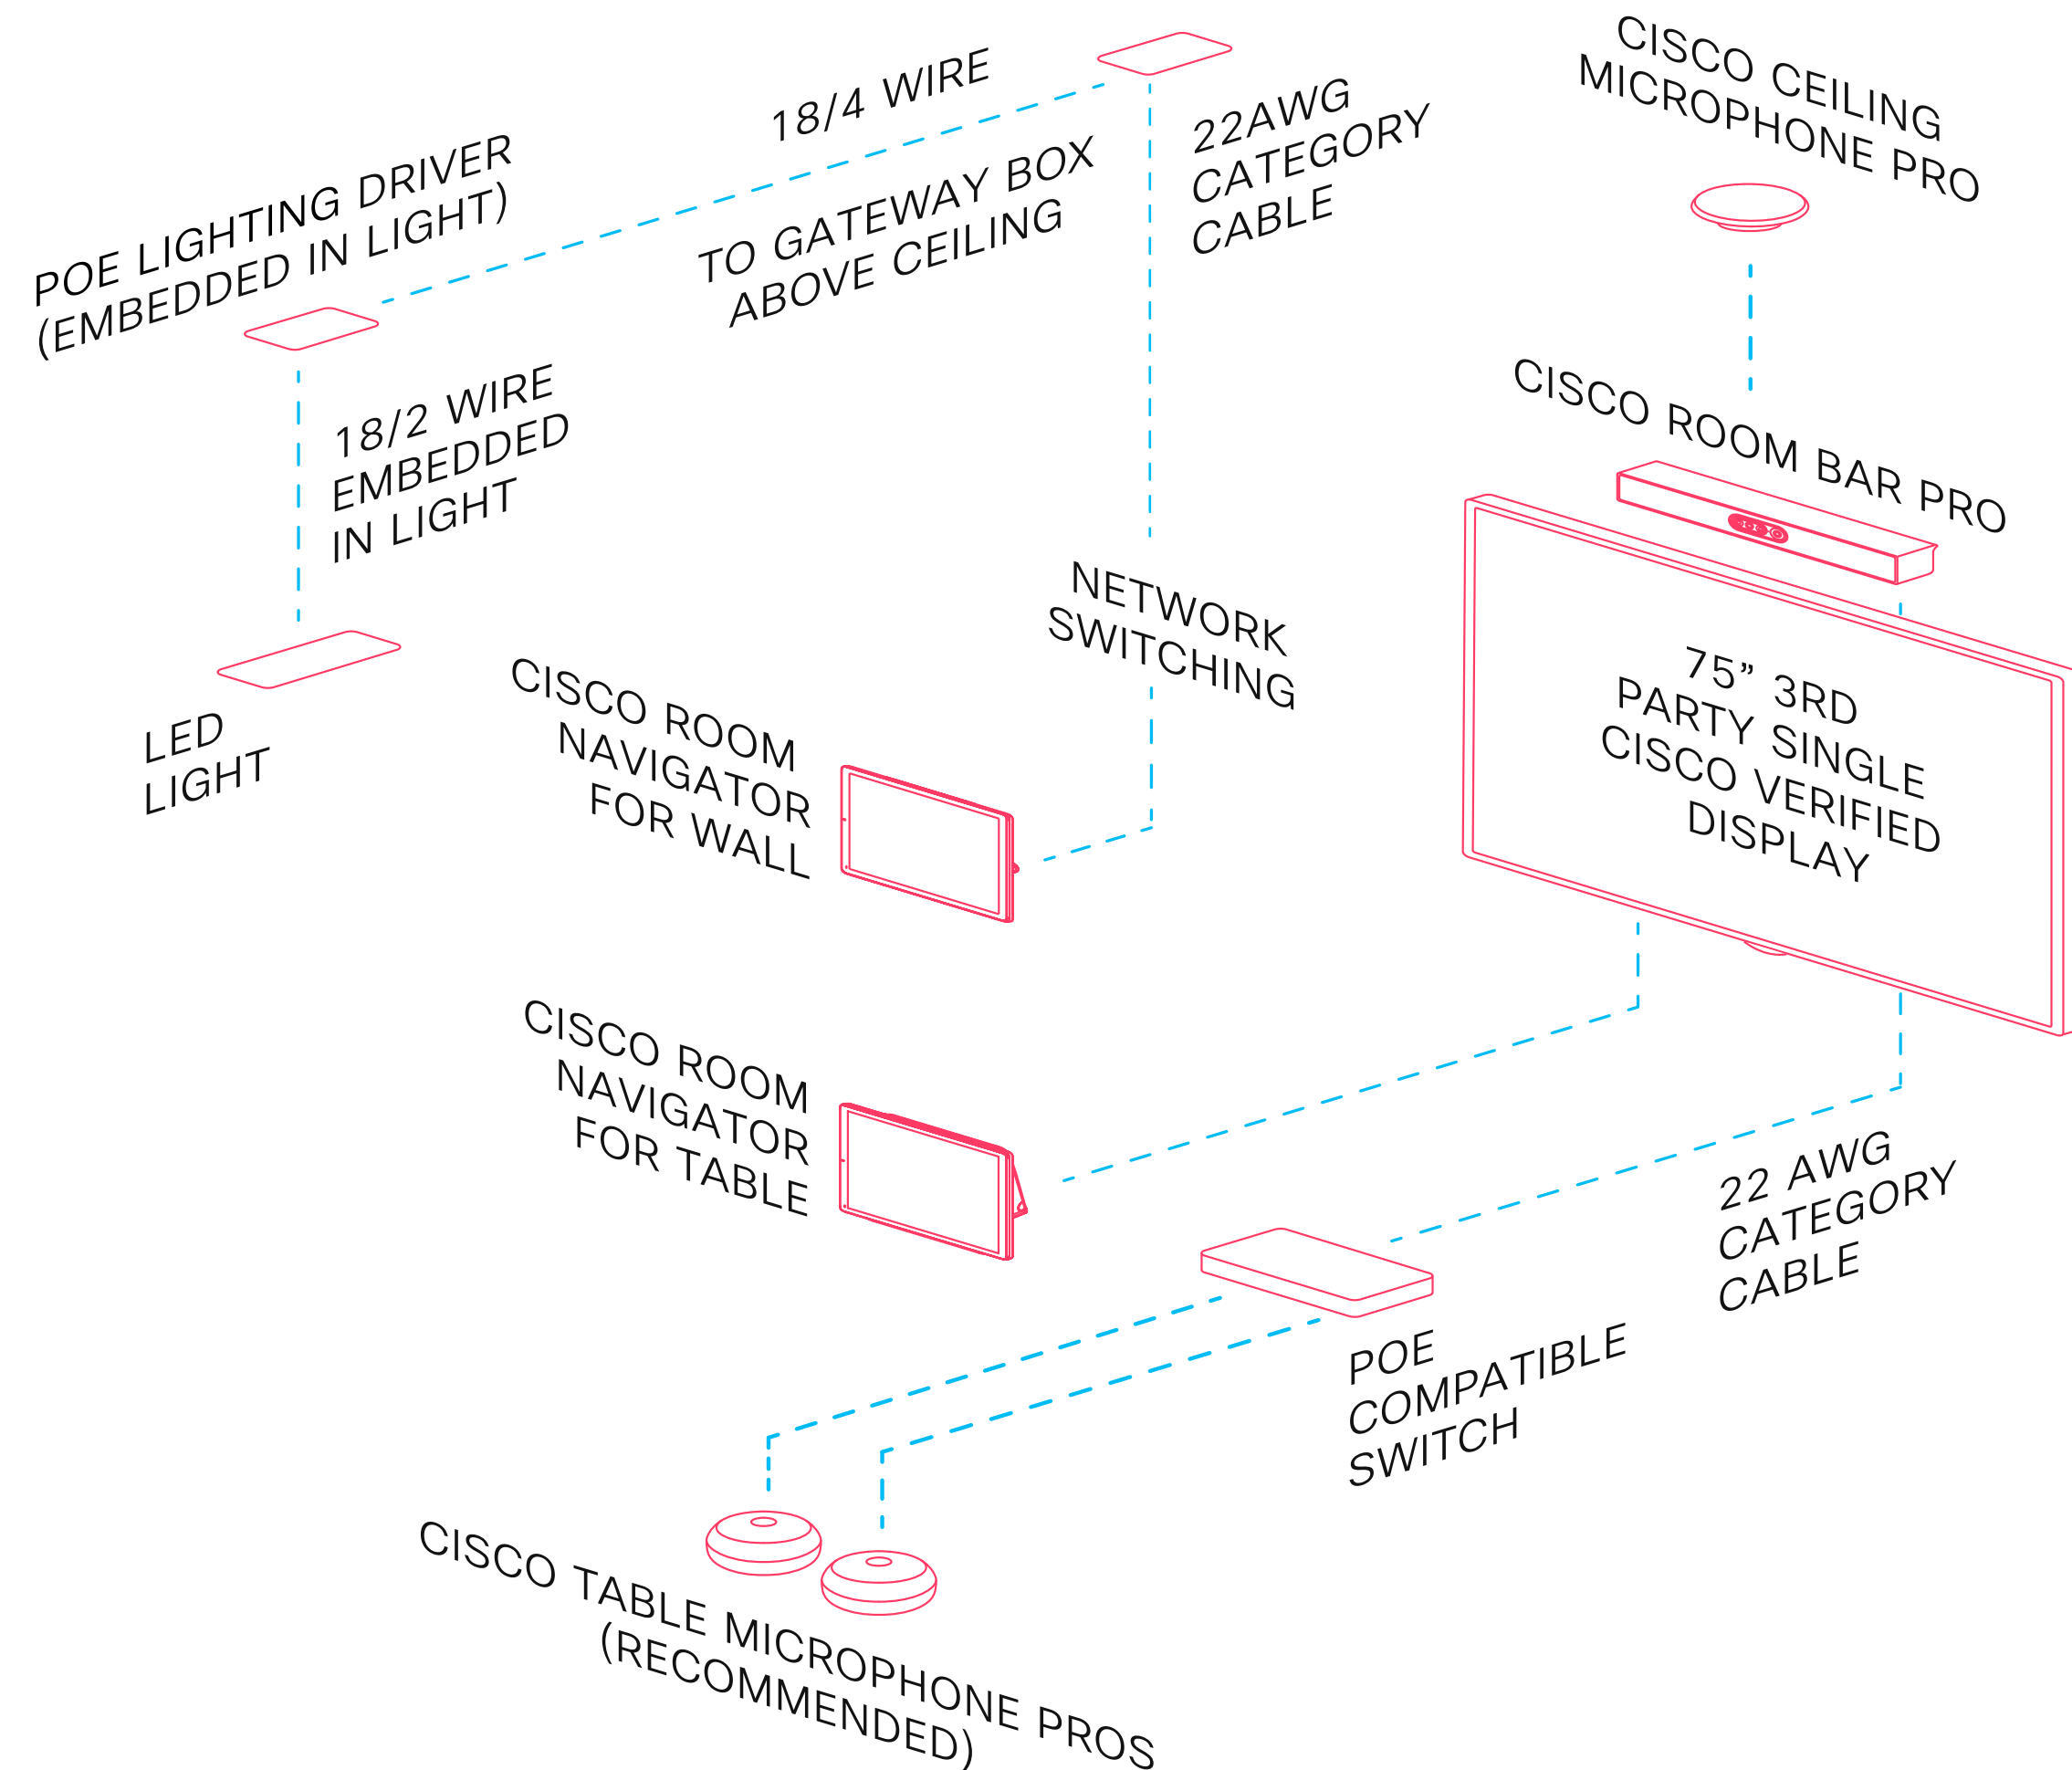 18/4 WIRE
22AWG
CATEGORY
CABLE
CISCO CEILING
MICROPHONE PRO
POE LIGHTING DRIVER
(EMBEDDED IN LIGHT)
TO GATEWAY BOX
ABOVE CEILING
18/2 WIRE
EMBEDDED
IN LIGHT
CISCO ROOM BAR PRO
NETWORK
SWITCHING
LED
LIGHT
CISCO ROOM
NAVIGATOR
FOR WALL
75” 3RD
PARTY SINGLE
CISCO VERIFIED
DISPLAY
CISCO ROOM
NAVIGATOR
FOR TABLE
22 AWG
CATEGORY
CABLE
POE
COMPATIBLE
SWITCH
CISCO TABLE MICROPHONE PROS
(RECOMMENDED)